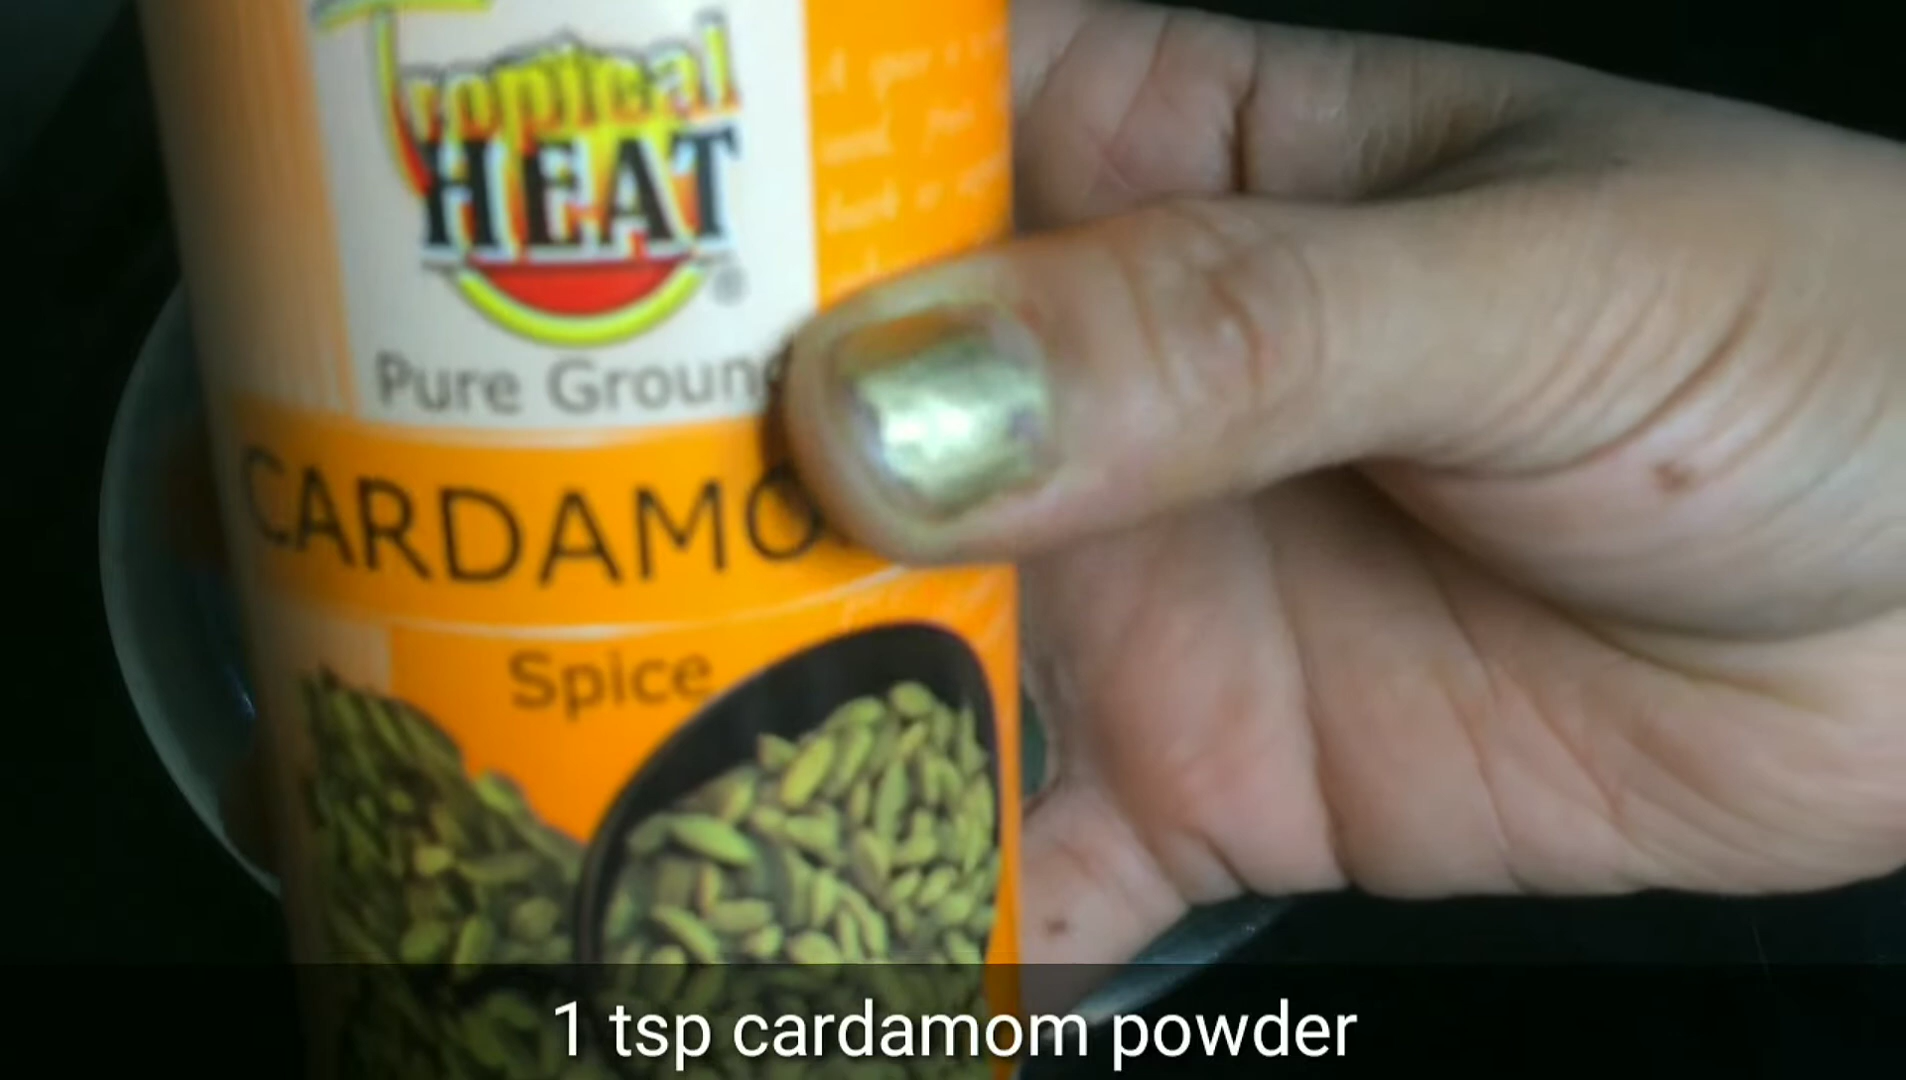 Tropical
HEAT
®
Pure Groun
CARDAMO
Spice
1 tsp cardamom powder